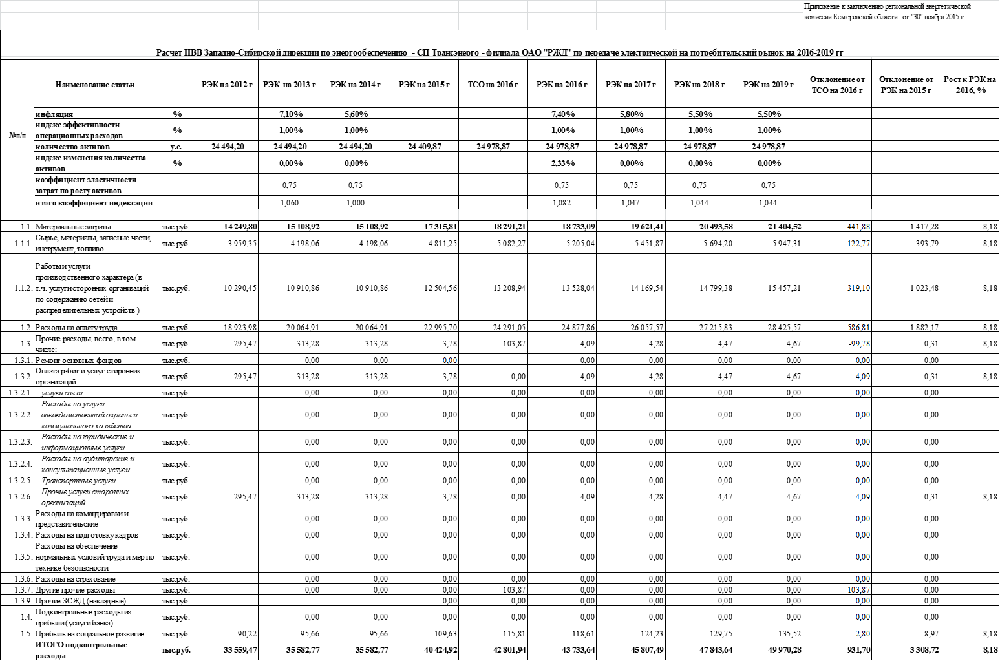 Приложение к заключению региональной энергетической
комиссии Кемеровской области от "30" ноября 2015 г.
Расчет НВВ Западно-Сибирской дирекции по энергообеспечению - СП Трансэнерго - филиала ОАО "РЖД" по передаче электрической на потребительский рынок на 2016-2019 гг
№п/п Наименование статьи РЭК на 2012 г РЭК на 2013 г РЭК на 2014 г РЭК на 2015 г ТСО на 2016 г РЭК на 2016 г РЭК на 2017 г РЭК на 2018 г РЭК на 2019 г Отклонение от ТСО на 2016 г Отклонение от РЭК на 2015 г Рост к РЭК на 2016, %
инфляция % 7,10% 5,60% 7,40% 5,80% 5,50% 5,50%
индекс эффективности
операционных расходов % 1,00% 1,00% 1,00% 1,00% 1,00% 1,00%
количество активов у.е. 24 494,20 24 494,20 24 494,20 24 409,87 24 978,87 24 978,87 24 978,87 24 978,87 24 978,87
индекс изменения количества
активов % 0,00% 0,00% 2,33% 0,00% 0,00% 0,00%
коэффициент эластичности
затрат по росту активов 0,75 0,75 0,75 0,75 0,75 0,75
итого коэффициент индексации 1,060 1,000 1,082 1,047 1,044 1,044
1.1. Материальные затраты тыс.руб. 14 249,80 15 108,92 15 108,92 17 315,81 18 291,21 18 733,09 19 621,41 20 493,58 21 404,52 441,88 1 417,28 8,18
1.1.1. Сырье, материалы, запасные части,
инструмент, топливо тыс.руб. 3 959,35 4 198,06 4 198,06 4 811,25 5 082,27 5 205,04 5 451,87 5 694,20 5 947,31 122,77 393,79 8,18
Работы и услуги
производственного характера (в
1.1.2. т.ч. услуги сторонних организаций тыс.руб. 10 290,45 10 910,86 10 910,86 12 504,56 13 208,94 13 528,04 14 169,54 14 799,38 15 457,21 319,10 1 023,48 8,18
по содержанию сетей и
распределительных устройств )
1.2. Расходы на оплату труда тыс.руб. 18 923,98 20 064,91 20 064,91 22 995,70 24 291,05 24 877,86 26 057,57 27 215,83 28 425,57 586,81 1 882,17 8,18
1.3. Прочие расходы, всего, в том
числе: тыс.руб. 295,47 313,28 313,28 3,78 103,87 4,09 4,28 4,47 4,67 -99,78 0,31 8,18
1.3.1. Ремонт основных фондов тыс.руб. 0,00 0,00 0,00 0,00 0,00 0,00 0,00 0,00 0,00
1.3.2. Оплата работ и услуг сторонних
организаций тыс.руб. 295,47 313,28 313,28 3,78 0,00 4,09 4,28 4,47 4,67 4,09 0,31 8,18
1.3.2.1. услуги связи тыс.руб. 0,00 0,00 0,00 0,00 0,00 0,00 0,00 0,00 0,00 0,00
Расходы на услуги
1.3.2.2. вневедомственной охраны и тыс.руб. 0,00 0,00 0,00 0,00 0,00 0,00 0,00 0,00 0,00 0,00
коммунального хозяйства
1.3.2.3. Расходы на юридические и
информационные услуги тыс.руб. 0,00 0,00 0,00 0,00 0,00 0,00 0,00 0,00 0,00 0,00
1.3.2.4. Расходы на аудиторские и
консультационные услуги тыс.руб. 0,00 0,00 0,00 0,00 0,00 0,00 0,00 0,00 0,00 0,00
1.3.2.5. Транспортные услуги тыс.руб. 0,00 0,00 0,00 0,00 0,00 0,00 0,00 0,00 0,00 0,00
1.3.2.6. Прочие услуги сторонних
организаций тыс.руб. 295,47 313,28 313,28 3,78 0,00 4,09 4,28 4,47 4,67 4,09 0,31 8,18
1.3.3. Расходы на командировки и
представительские тыс.руб. 0,00 0,00 0,00 0,00 0,00 0,00 0,00 0,00 0,00 0,00
1.3.4. Расходы на подготовку кадров тыс.руб. 0,00 0,00 0,00 0,00 0,00 0,00 0,00 0,00 0,00 0,00
Расходы на обеспечение
1.3.5. нормальных условий труда и мер по тыс.руб. 0,00 0,00 0,00 0,00 0,00 0,00 0,00 0,00 0,00 0,00
технике безопасности
1.3.6. Расходы на страхование тыс.руб. 0,00 0,00 0,00 0,00 0,00 0,00 0,00 0,00 0,00 0,00
1.3.7. Другие прочие расходы тыс.руб. 0,00 0,00 0,00 103,87 0,00 0,00 0,00 0,00 -103,87 0,00
1.3.9. Прочие ЗСЖД (накладные) тыс.руб. 0,00 0,00 0,00 0,00 0,00 0,00 0,00 0,00
1.4. Подконтрольные расходы из
прибыли (услуги банка) тыс.руб. 0,00 0,00 0,00 0,00 0,00 0,00 0,00 0,00 0,00 0,00
1.5. Прибыль на социальное развитие тыс.руб. 90,22 95,66 95,66 109,63 115,81 118,61 124,23 129,75 135,52 2,80 8,97 8,18
ИТОГО подконтрольные
расходы тыс.руб. 33 559,47 35 582,77 35 582,77 40 424,92 42 801,94 43 733,64 45 807,49 47 843,64 49 970,28 931,70 3 308,72 8,18